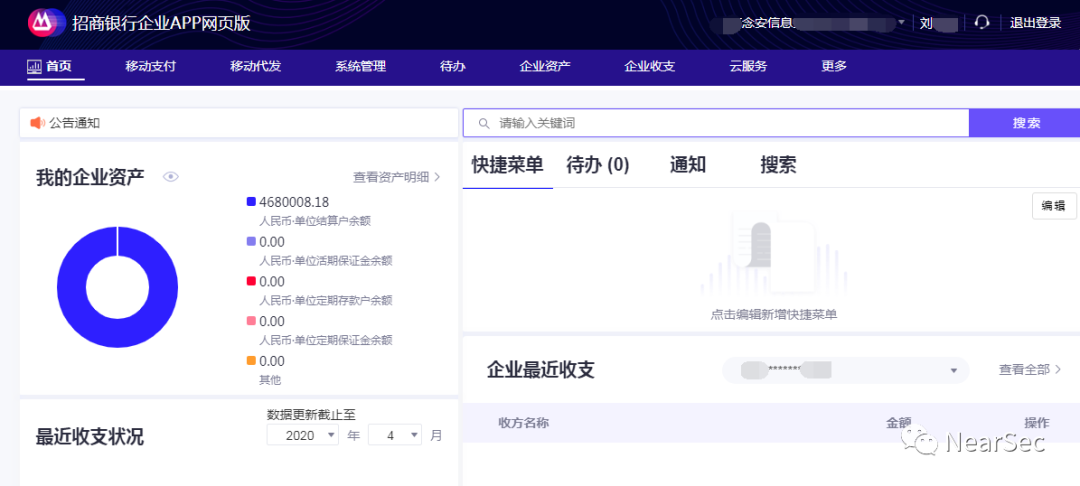 招商银行企业APP网页版
念安信息
刘
退出登录
首页 移动支付 移动代发 系统管理 待办 企业资产 企业收支 云服务 更多
公告通知
请输入关键词
搜索
我的企业资产
查看资产明细 >
4680008.18
人民币·单位结算户余额
0.00
人民币·单位活期保证金余额
0.00
人民币·单位定期存款户余额
0.00
人民币·单位定期保证金余额
0.00
其他
快捷菜单 待办 (0) 通知 搜索
编辑
点击编辑新增快捷菜单
企业最近收支
*******
查看全部 >
收方名称 金额 操作
最近收支状况
数据更新截止至
2020 年 4 月
NearSec